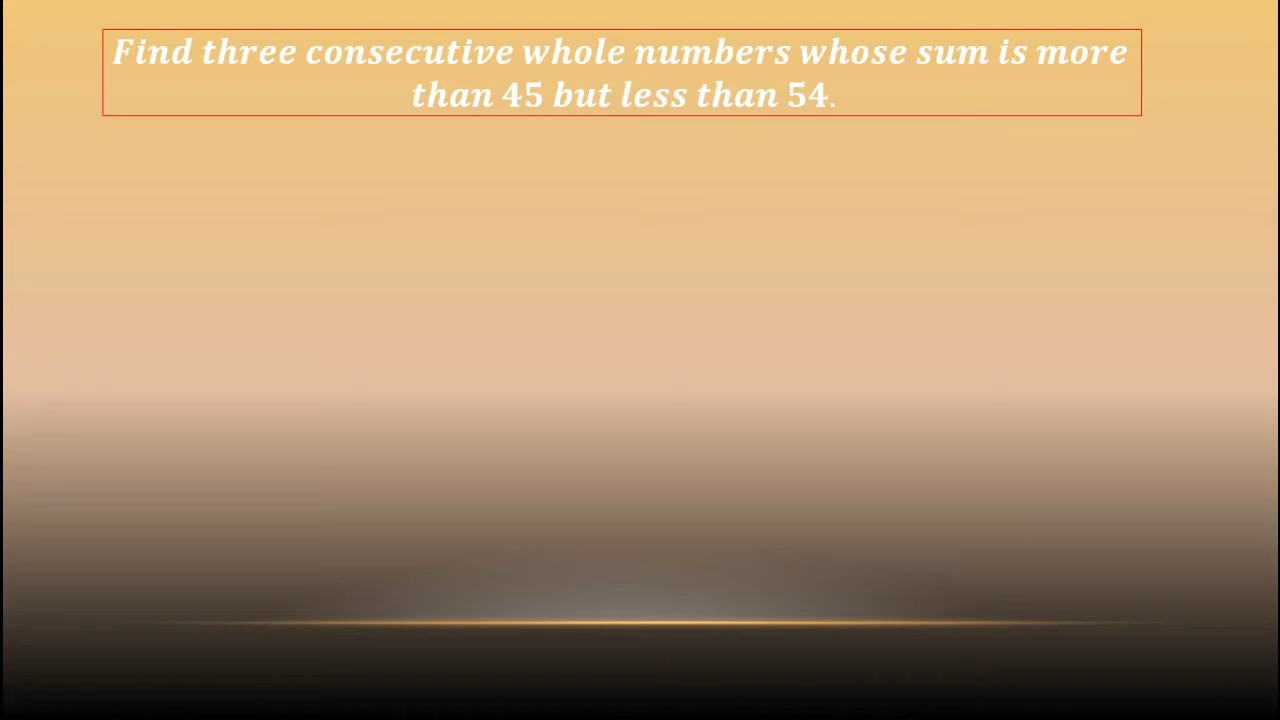 Find three consecutive whole numbers whose sum is more
than 45 but less than 54.